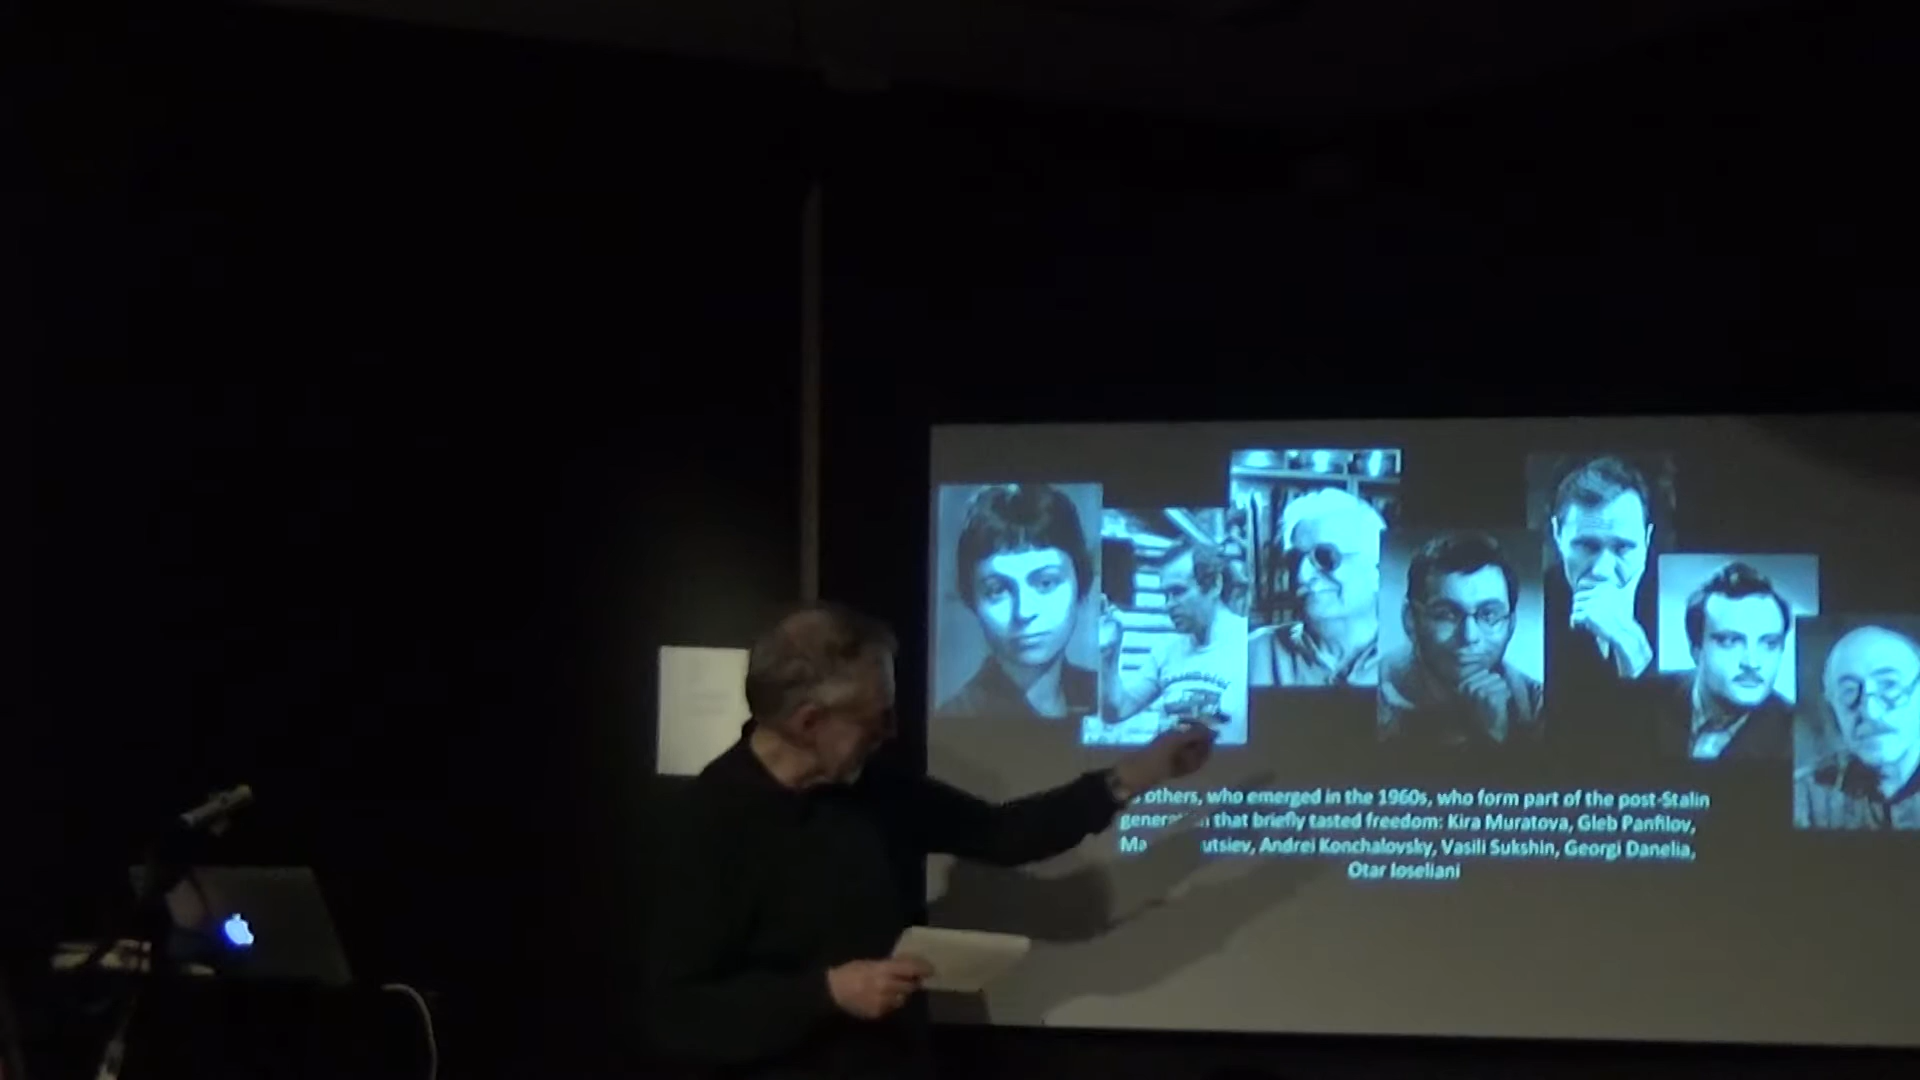 others, who emerged in the 1960s, who form part of the post-Stalin
that briefly tasted freedom: Kira Muratova, Gleb Panfilov,
Andrei Konchalovsky, Vasili Sukshin, Georgi Danelia,
Otar Ioseliani